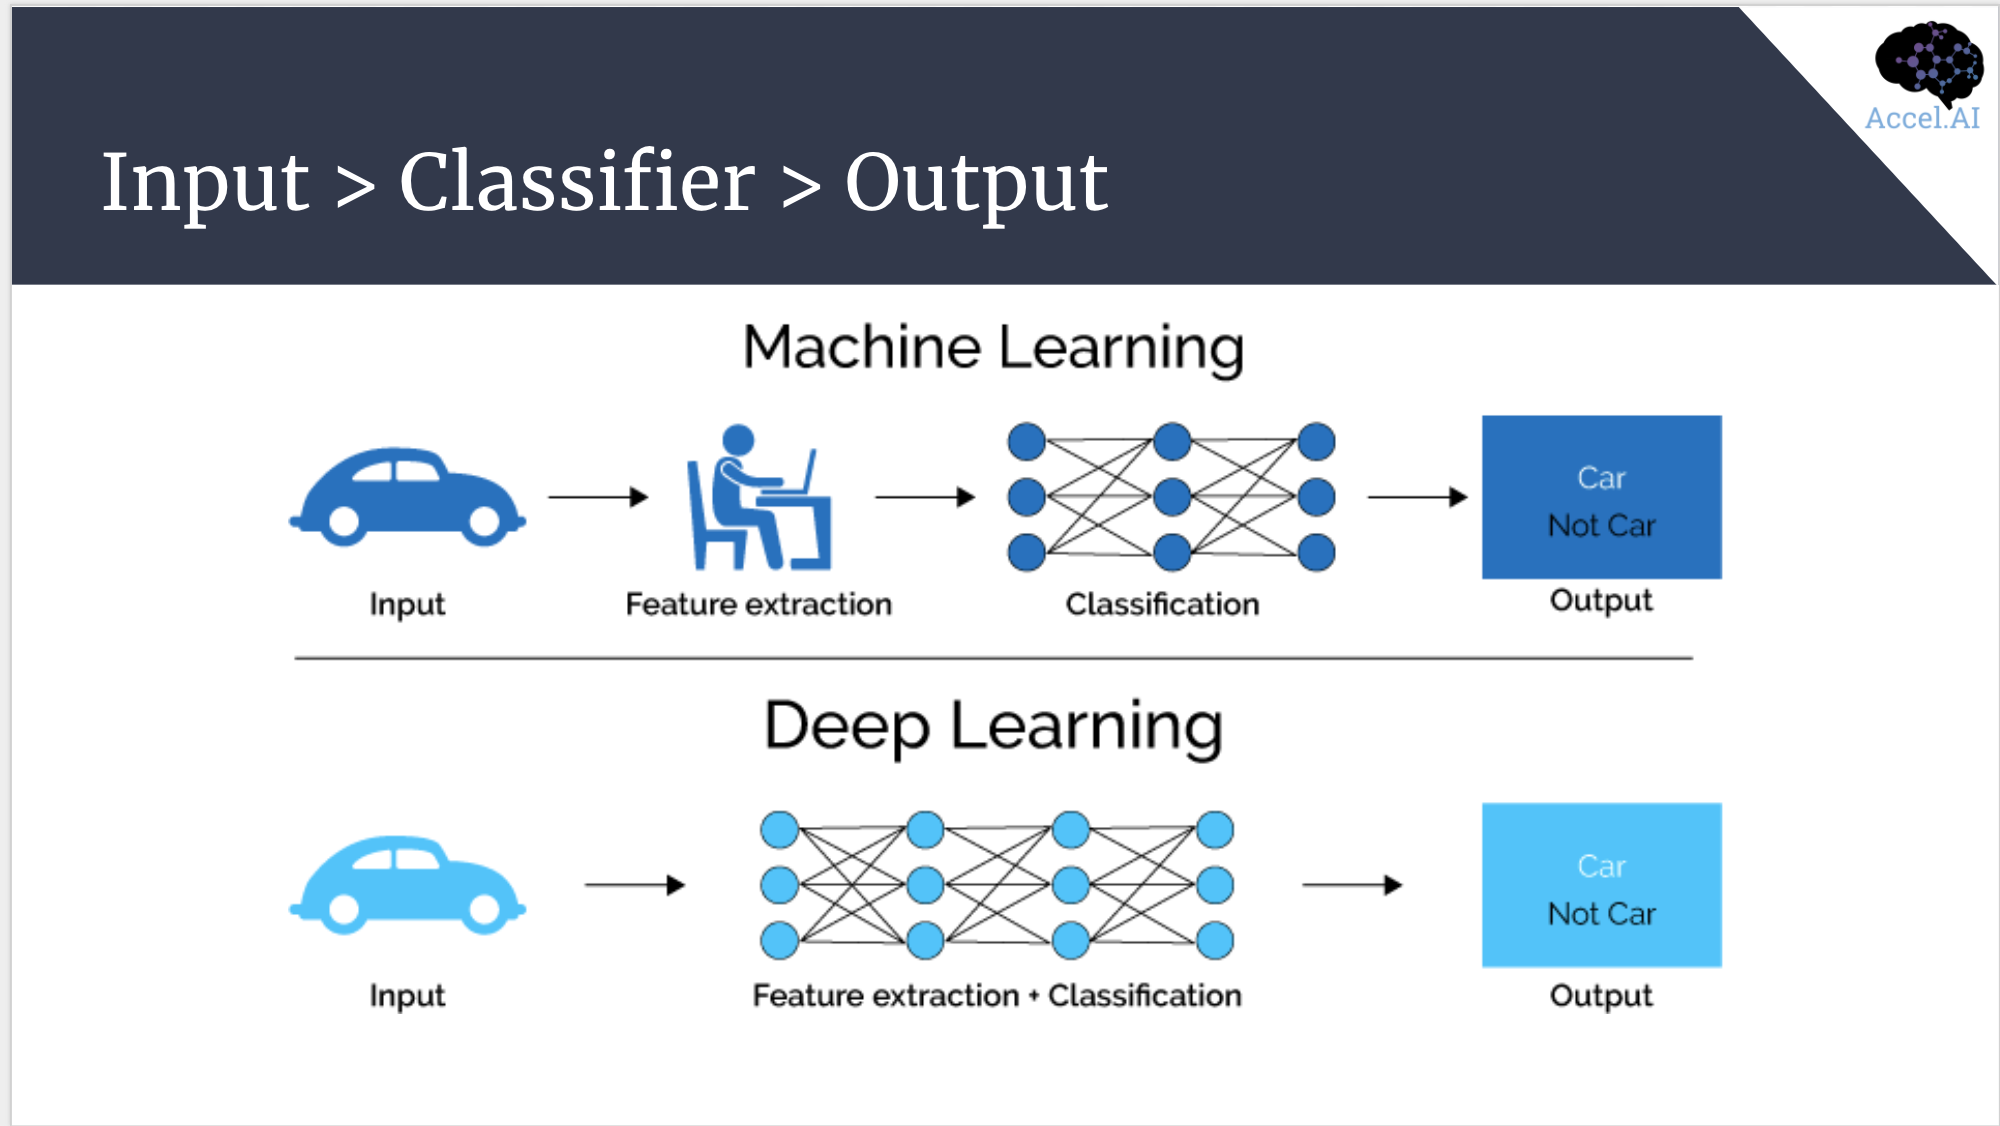 Accel.AI
Input > Classifier > Output
Machine Learning
Car
Not Car
Input
Feature extraction
Classification
Output
Deep Learning
Car
Not Car
Input
Feature extraction + Classification
Output